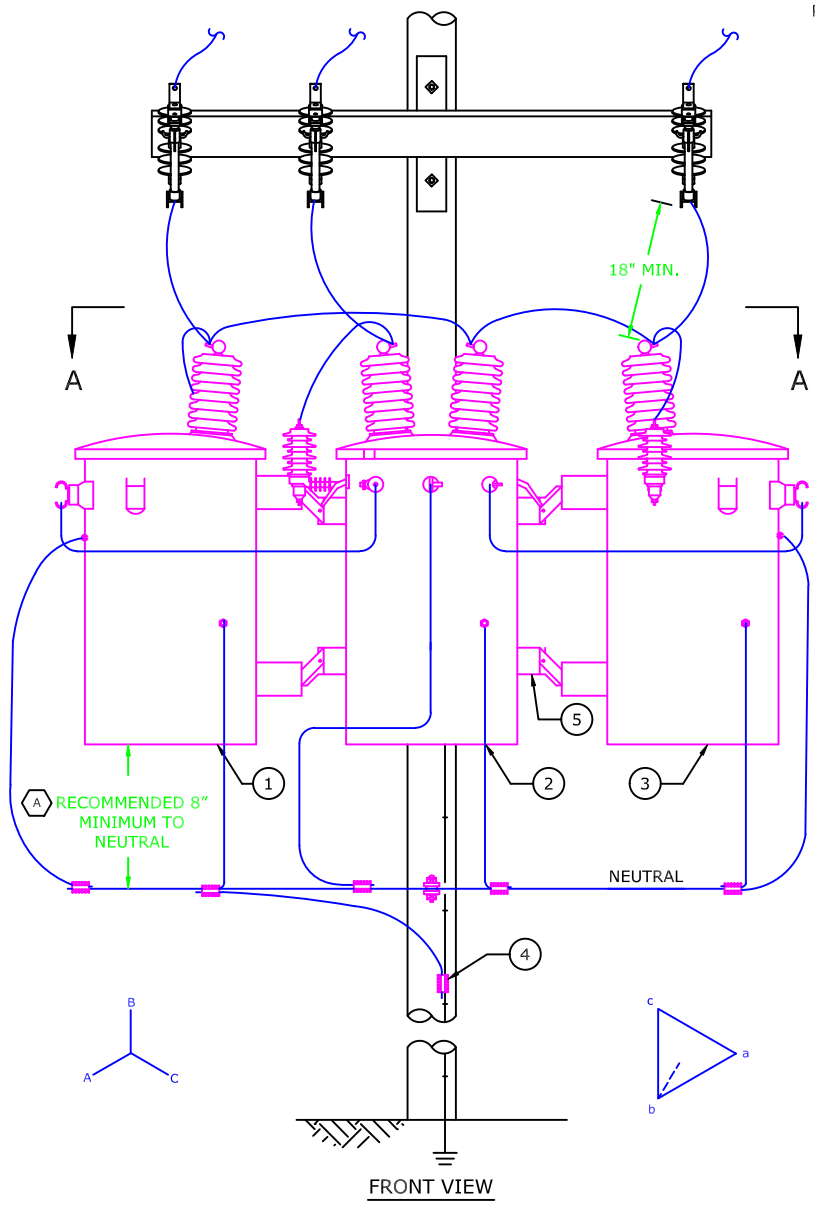 18" MIN.
A
A
5
1
2
3
A
RECOMMENDED 8"
MINIMUM TO
NEUTRAL
NEUTRAL
4
B
A
C
c
a
b
FRONT VIEW